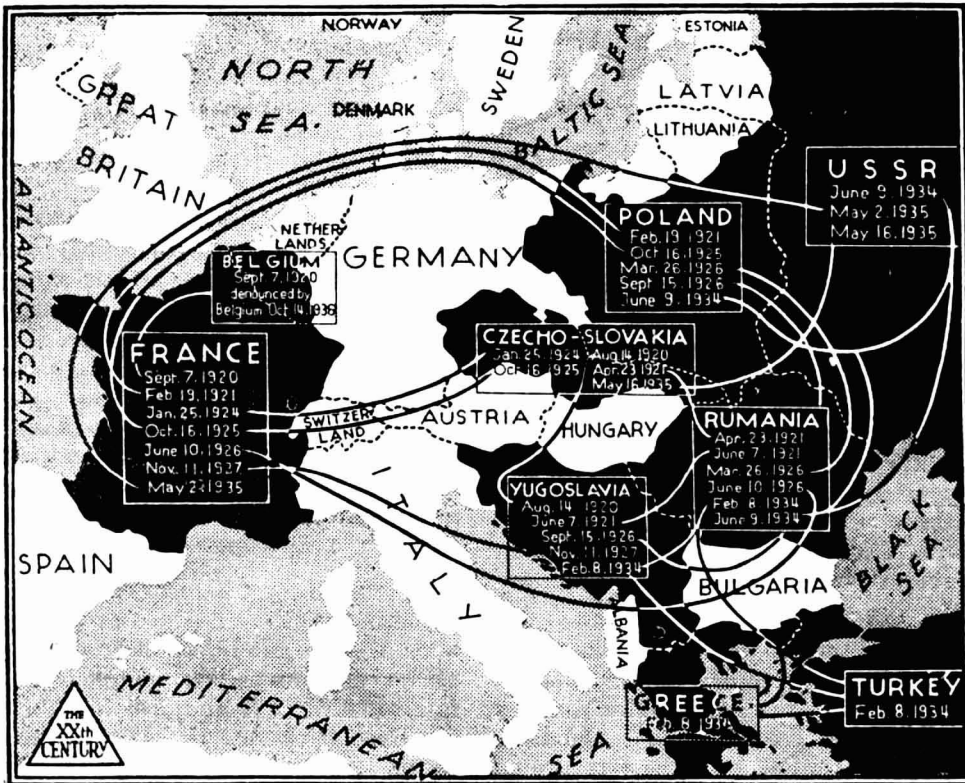 NORWAY
ESTONIA
NORTH
SEA.
SWEDEN
BALTIC SEA
LATVIA
GREAT
BRITAIN
DENMARK
LITHUANIA
ATLANTIC OCEAN
USSR
June 9.1934
May 2.1935
May 16.1935
POLAND
Feb.19 1921
Oct 16.1925
Mar. 26.1926
Sept 15.1926
June 9.1934
NETHER
LANDS
GERMANY
BELGIUM
Sept 7.1920
denounced by
Belgium Oct.14.1936
FRANCE
Sept.7.1920
Feb 19.1921
Jan.25.1924
Oct.16.1925
June 10.1926
Nov.11.1927
May 2.1935
CZECHO-SLOVAKIA
Jan.25.1924 Aug.14 1920
Oct 16.1925 Apr.23 1921
May 16.1935
SWITZER
LAND
AUSTRIA
HUNGARY
RUMANIA
Apr.23.1921
June 7.1921
Mar 26.1926
June 10.1926
Feb 8.1934
June 9.1934
YUGOSLAVIA
Aug.14 1920
June 7.1921
Sept.15.1926
Nov.11.1927
Feb.8.1934
ITALY
SPAIN
BULGARIA
BLACK
SEA
ALBANIA
GREECE.
Feb.8.1934
TURKEY
Feb.8.1934
MEDITERRANEAN
SEA
THE
XXth
CENTURY